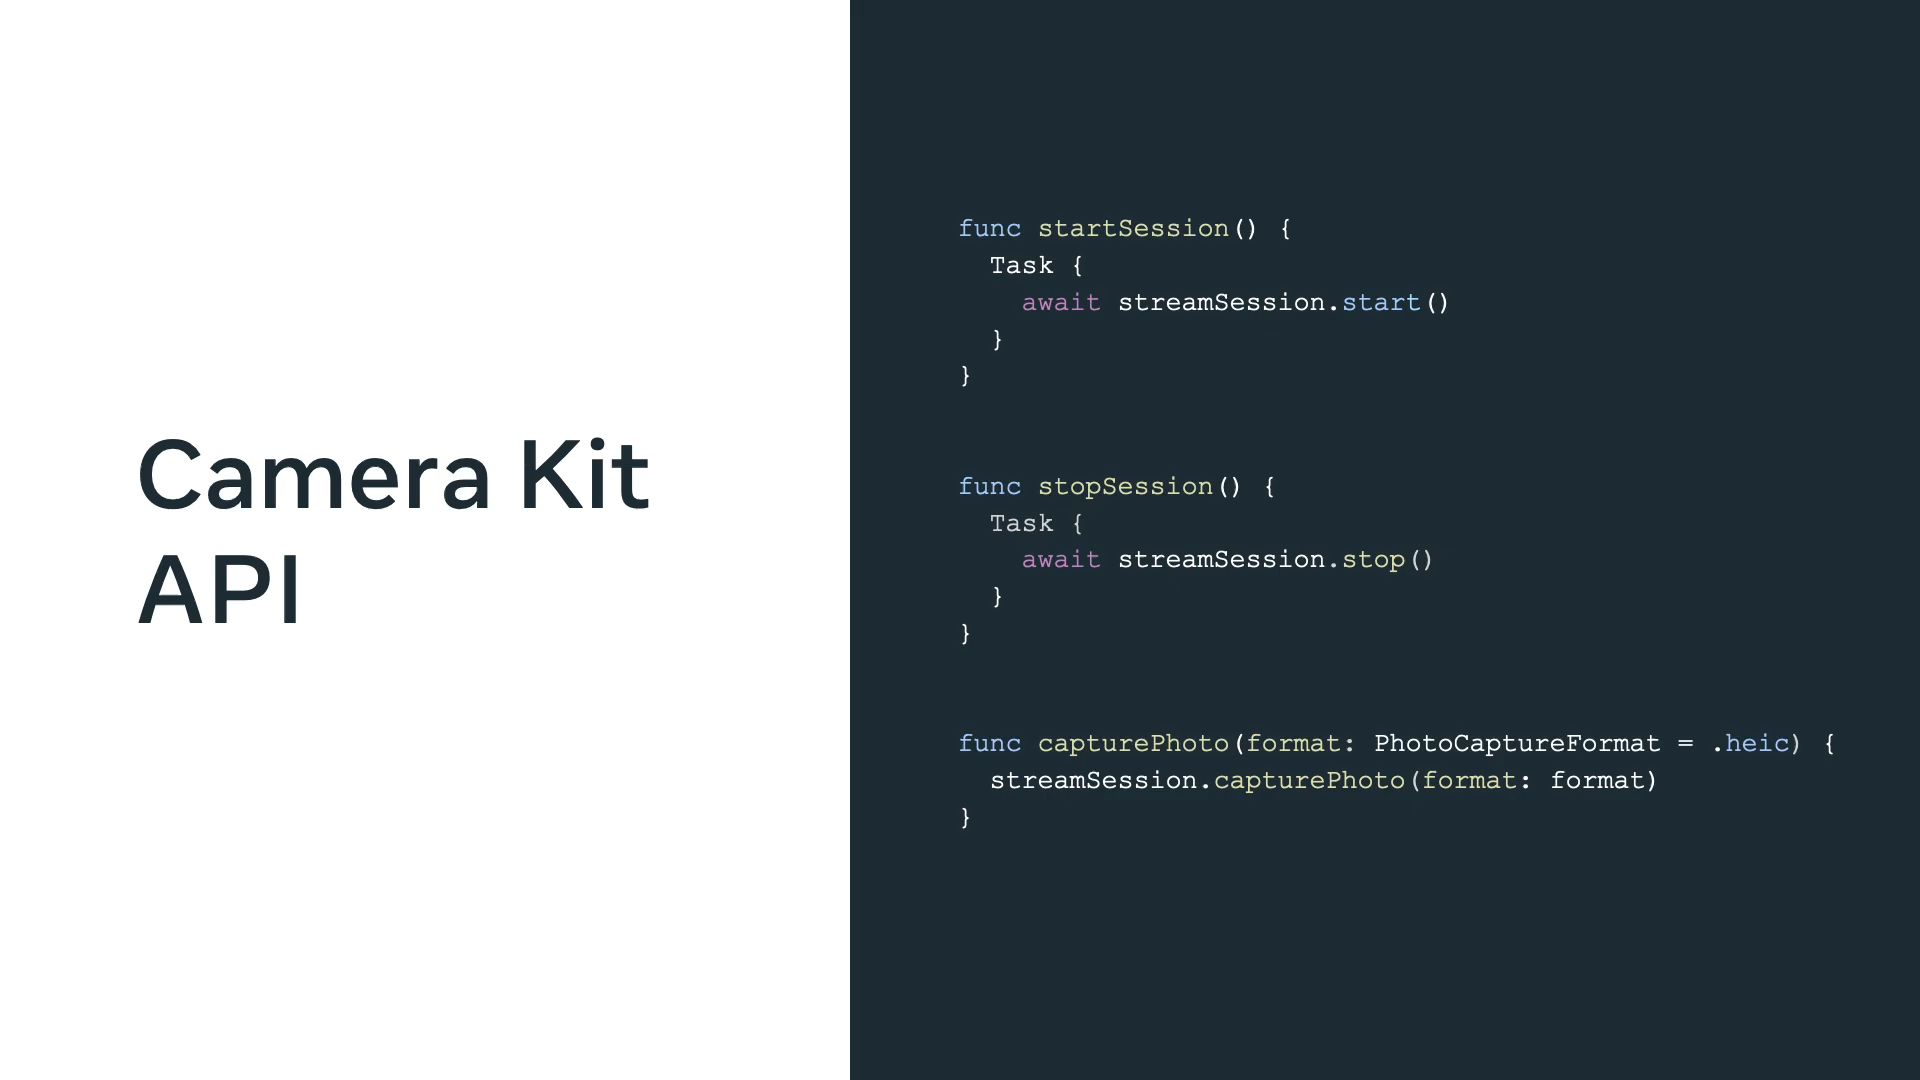 Camera Kit
API
func startSession() {
  Task {
    await streamSession.start()
  }
}
func stopSession() {
  Task {
    await streamSession.stop()
  }
}
func capturePhoto(format: PhotoCaptureFormat = .heic) {
  streamSession.capturePhoto(format: format)
}